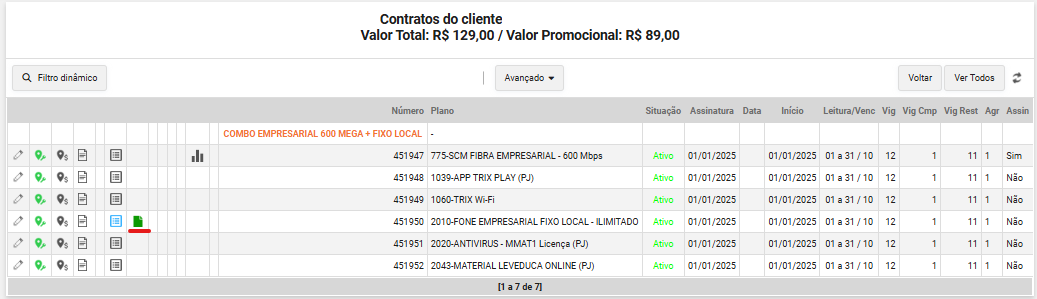 Contratos do cliente
Valor Total: R$ 129,00 / Valor Promocional: R$ 89,00
Filtro dinâmico Avançado Voltar Ver Todos
Número Plano Situação Assinatura Data Início Leitura/Venc Vig Vig Cmp Vig Rest Agr Assin
COMBO EMPRESARIAL 600 MEGA + FIXO LOCAL -
451947 775-SCM FIBRA EMPRESARIAL - 600 Mbps Ativo 01/01/2025 01/01/2025 01 a 31 / 10 12 1 11 1 Sim
451948 1039-APP TRIX PLAY (PJ) Ativo 01/01/2025 01/01/2025 01 a 31 / 10 12 1 11 1 Não
451949 1060-TRIX Wi-Fi Ativo 01/01/2025 01/01/2025 01 a 31 / 10 12 1 11 1 Não
451950 2010-FONE EMPRESARIAL FIXO LOCAL - ILIMITADO Ativo 01/01/2025 01/01/2025 01 a 31 / 10 12 1 11 1 Não
451951 2020-ANTIVIRUS - MMAT1 Licença (PJ) Ativo 01/01/2025 01/01/2025 01 a 31 / 10 12 1 11 1 Não
451952 2043-MATERIAL LEVEDUCA ONLINE (PJ) Ativo 01/01/2025 01/01/2025 01 a 31 / 10 12 1 11 1 Não
[1 a 7 de 7]